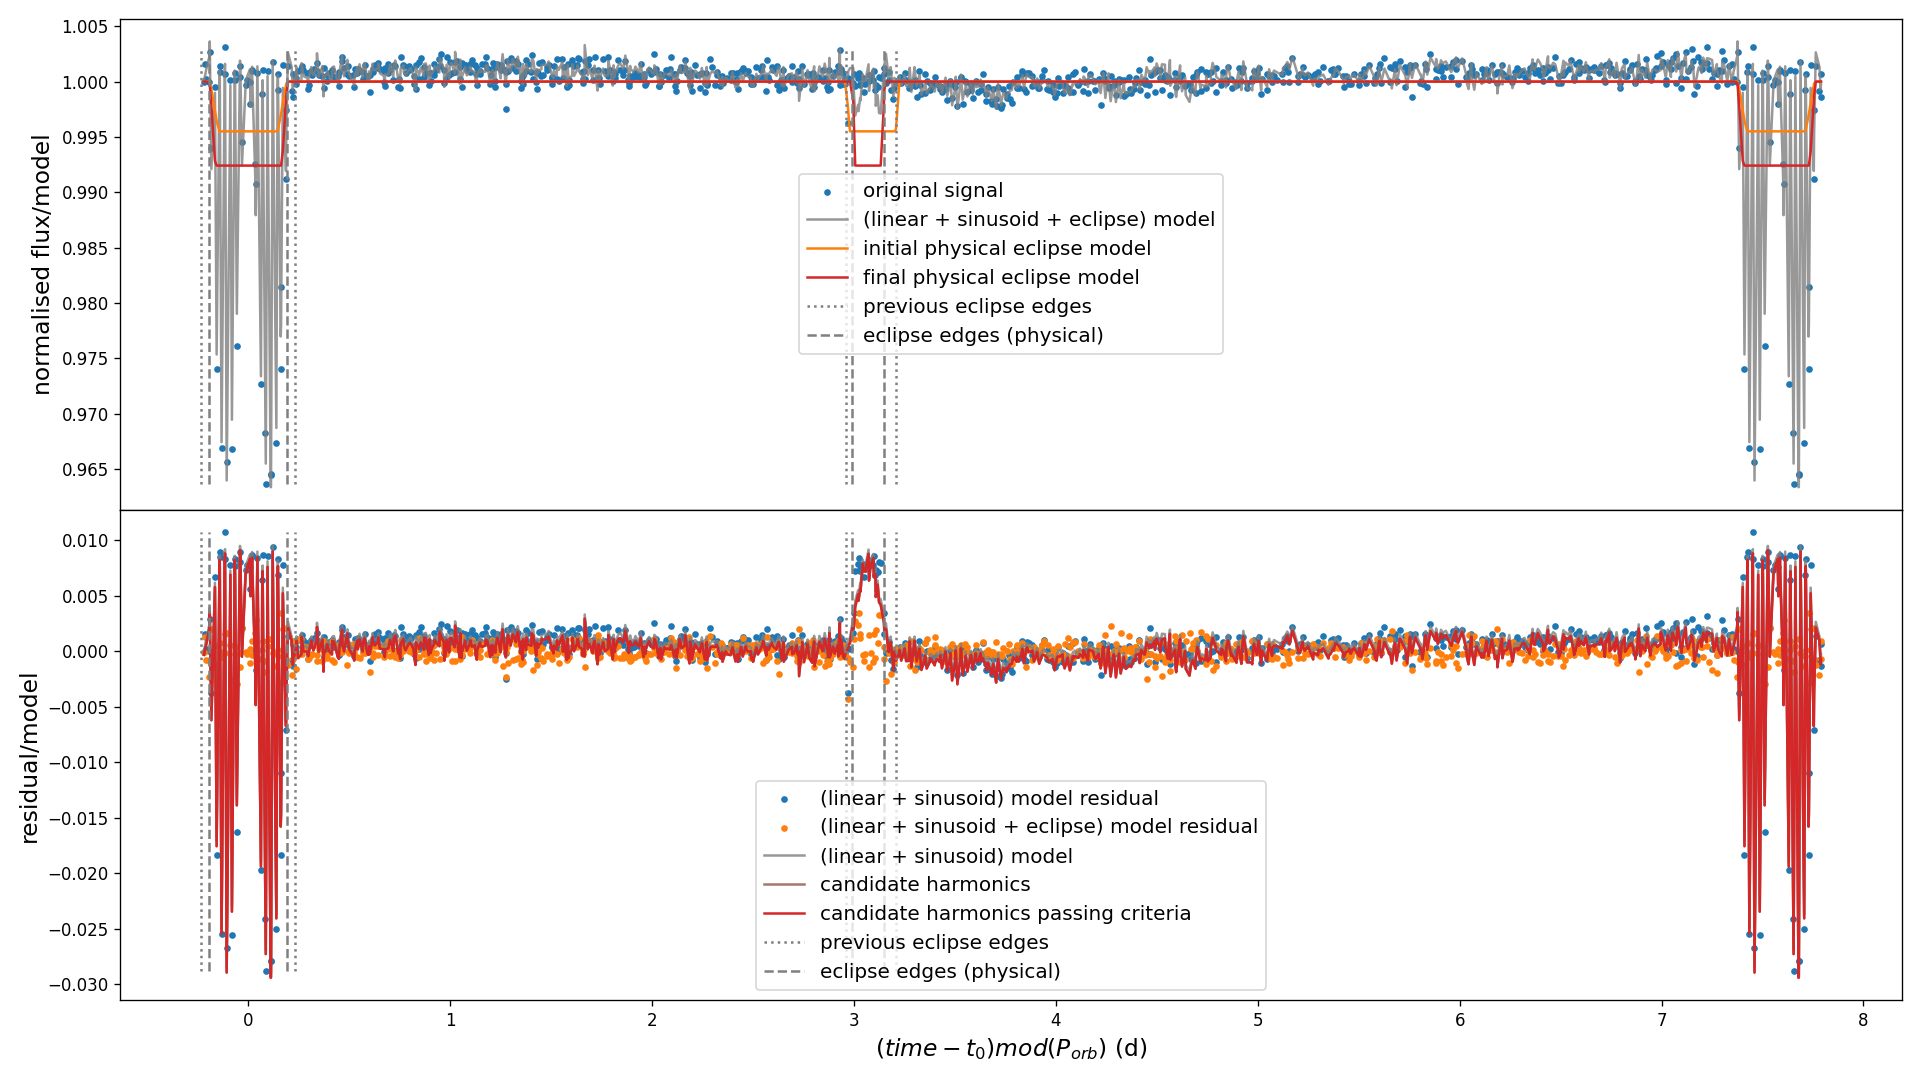 1.005
1.000
0.995
0.990
0.985
0.980
0.975
0.970
0.965
normalised flux/model
original signal
(linear + sinusoid + eclipse) model
initial physical eclipse model
final physical eclipse model
previous eclipse edges
eclipse edges (physical)
0.010
0.005
0.000
−0.005
−0.010
−0.015
−0.020
−0.025
−0.030
residual/model
(linear + sinusoid) model residual
(linear + sinusoid + eclipse) model residual
(linear + sinusoid) model
candidate harmonics
candidate harmonics passing criteria
previous eclipse edges
eclipse edges (physical)
0 1 2 3 4 5 6 7 8
(time − t₀)mod(P_orb) (d)